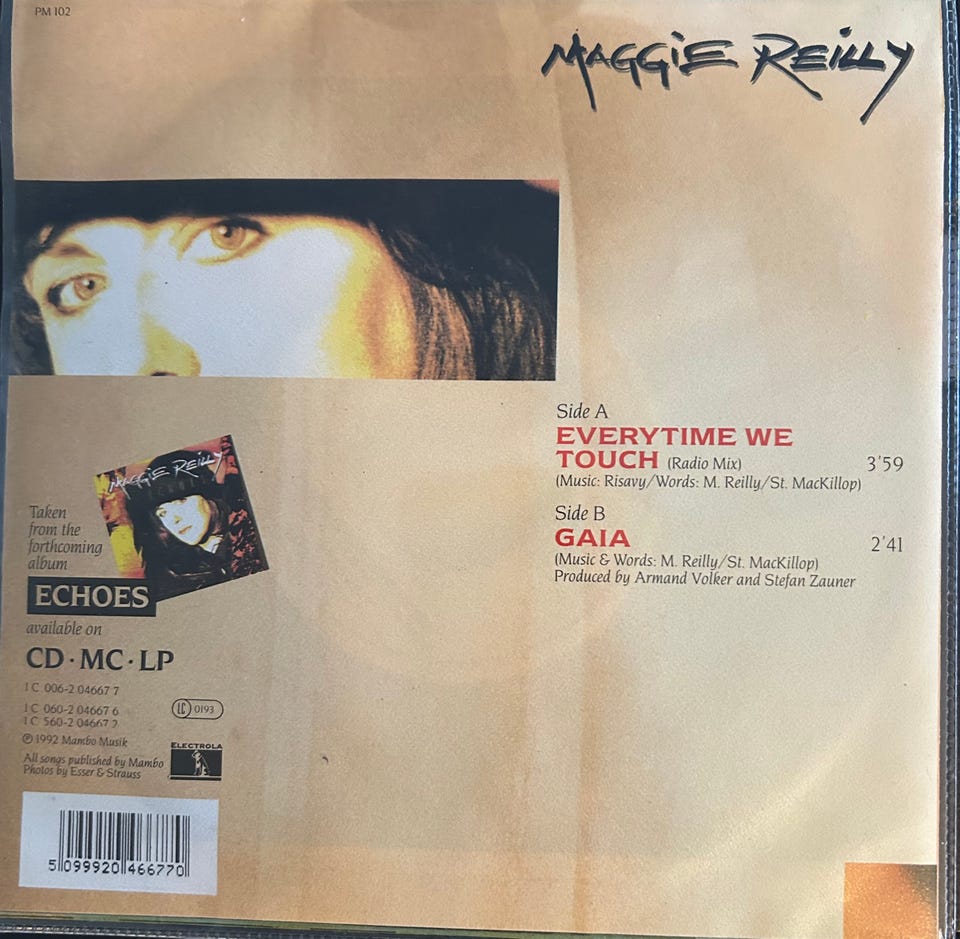 PM 102
MAGGIE REILLY
Side A
EVERYTIME WE
TOUCH (Radio Mix) 3'59
(Music: Risavy/Words: M. Reilly/St. MacKillop)
Side B
GAIA 2'41
(Music & Words: M. Reilly/St. MacKillop)
Produced by Armand Volker and Stefan Zauner
MAGGIE REILLY
Taken
from the
forthcoming
album
ECHOES
available on
CD · MC · LP
1 C 006-2 04667 7
1 C 060-2 04667 6
1 C 560-2 04667 2
LC 0193
℗ 1992 Mambo Musik
All songs published by Mambo
Photos by Esser & Strauss
ELECTROLA
5 099920 466770